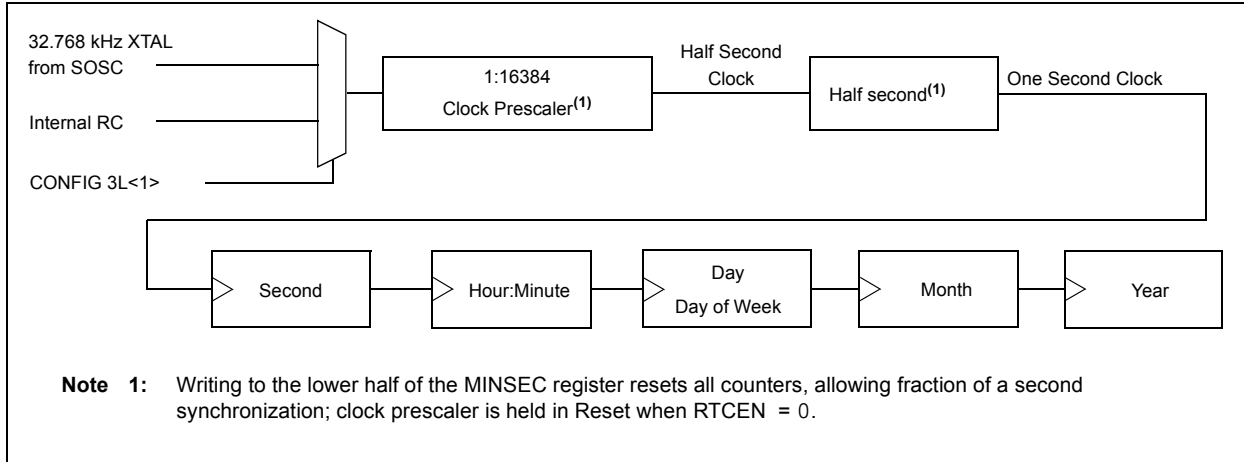 32.768 kHz XTAL
from SOSC
Internal RC
CONFIG 3L<1>
1:16384
Clock Prescaler(1)
Half Second
Clock
Half second(1)
One Second Clock
Second
Hour:Minute
Day
Day of Week
Month
Year
Note 1: Writing to the lower half of the MINSEC register resets all counters, allowing fraction of a second
synchronization; clock prescaler is held in Reset when RTCEN = 0.